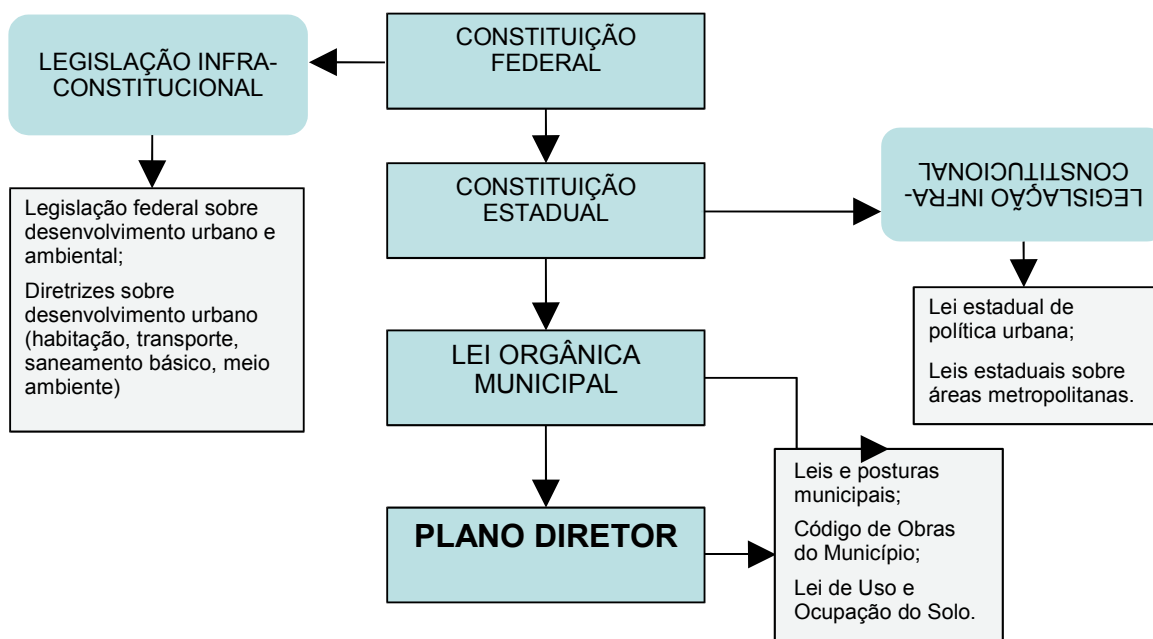 CONSTITUIÇÃO
FEDERAL
LEGISLAÇÃO INFRA-
CONSTITUCIONAL
Legislação federal sobre
desenvolvimento urbano e
ambiental;
Diretrizes sobre
desenvolvimento urbano
(habitação, transporte,
saneamento básico, meio
ambiente)
CONSTITUIÇÃO
ESTADUAL
LEGISLAÇÃO INFRA-
CONSTITUCIONAL
Lei estadual de
política urbana;
Leis estaduais sobre
áreas metropolitanas.
LEI ORGÂNICA
MUNICIPAL
PLANO DIRETOR
Leis e posturas
municipais;
Código de Obras
do Município;
Lei de Uso e
Ocupação do Solo.